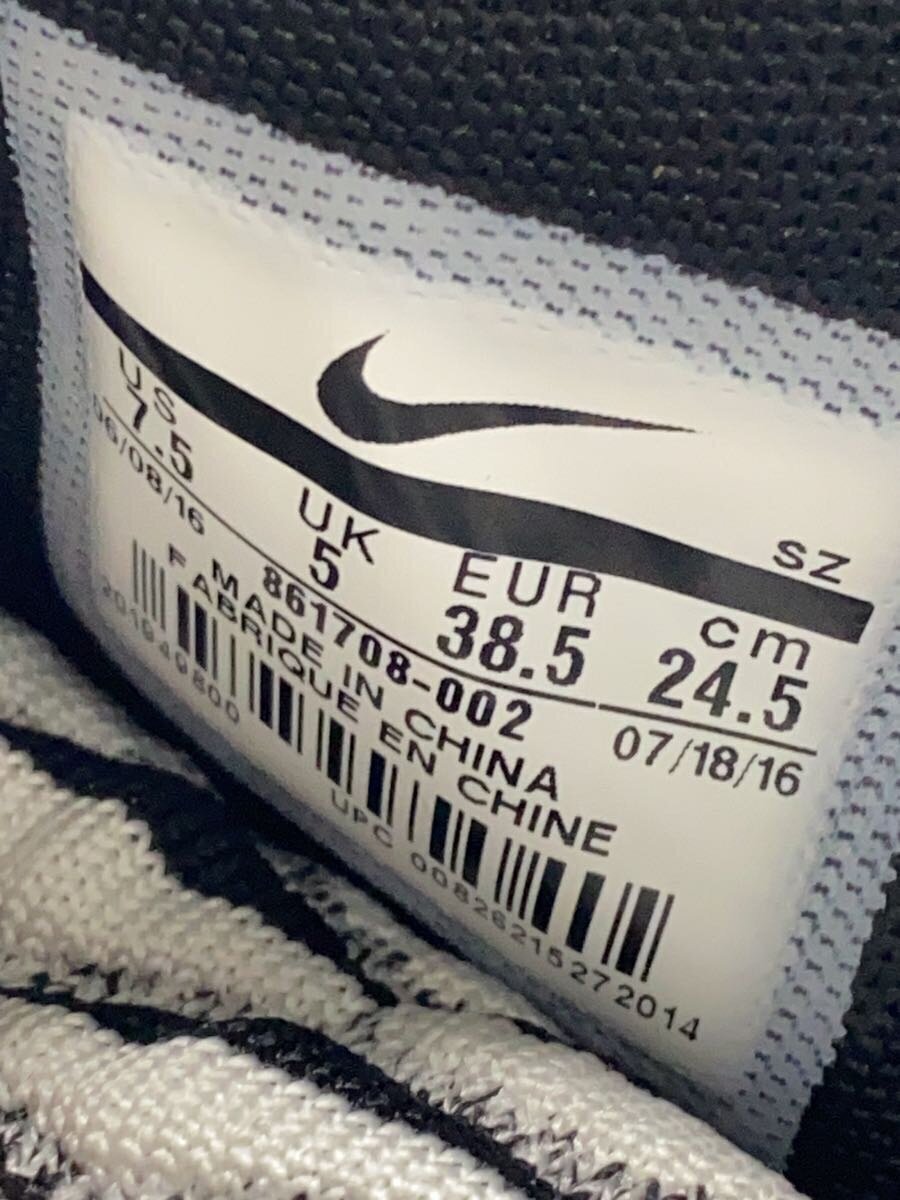 SZ
US UK EUR cm
7.5 5 38.5 24.5
06/08/16 861708-002 07/18/16
MADE IN CHINA
FABRIQUE EN CHINE
UPC 00826215272014